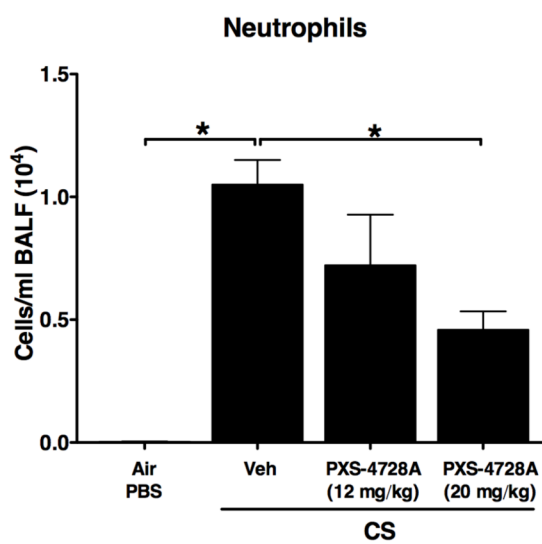 Neutrophils
Cells/ml BALF (10⁴)
1.5
1.0
0.5
0.0
*
*
Air
PBS
Veh
PXS-4728A
(12 mg/kg)
PXS-4728A
(20 mg/kg)
CS